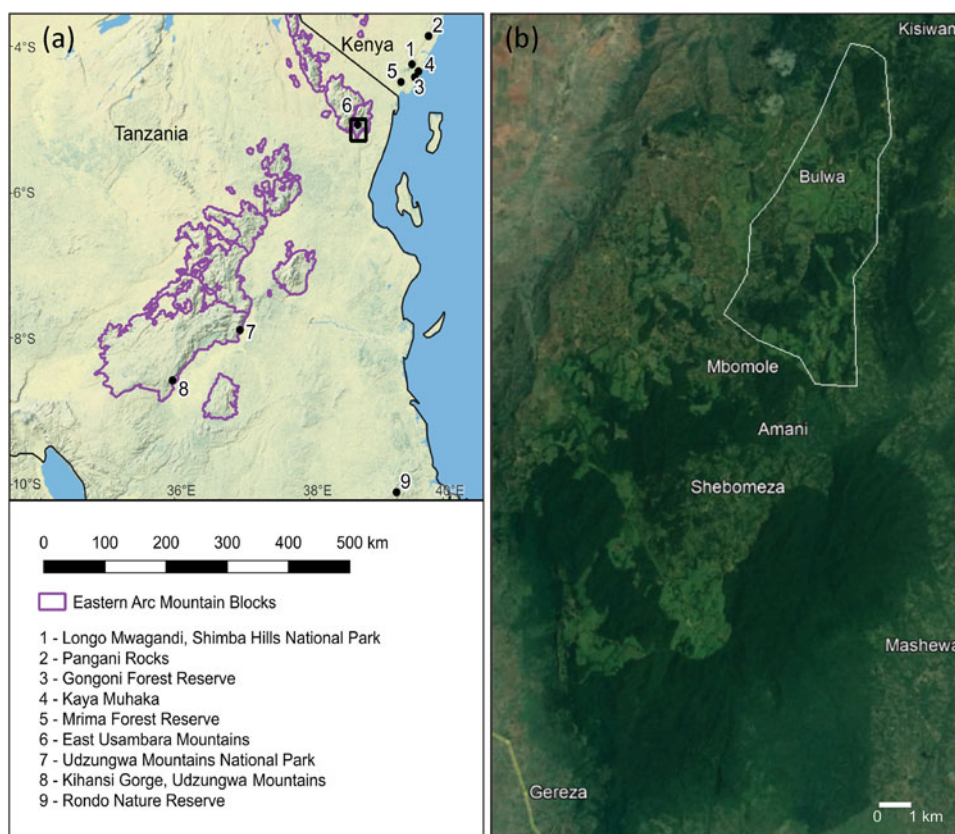 (a)
Kenya
2
1
4
5
3
4°S
6
Tanzania
6°S
8°S
7
8
10°S
36°E
38°E
9
40°E
0 100 200 300 400 500 km
Eastern Arc Mountain Blocks
1 - Longo Mwagandi, Shimba Hills National Park
2 - Pangani Rocks
3 - Gongoni Forest Reserve
4 - Kaya Muhaka
5 - Mrima Forest Reserve
6 - East Usambara Mountains
7 - Udzungwa Mountains National Park
8 - Kihansi Gorge, Udzungwa Mountains
9 - Rondo Nature Reserve
(b)
Kisiwan
Bulwa
Mbomole
Amani
Shebomeza
Mashewa
Gereza
1 km